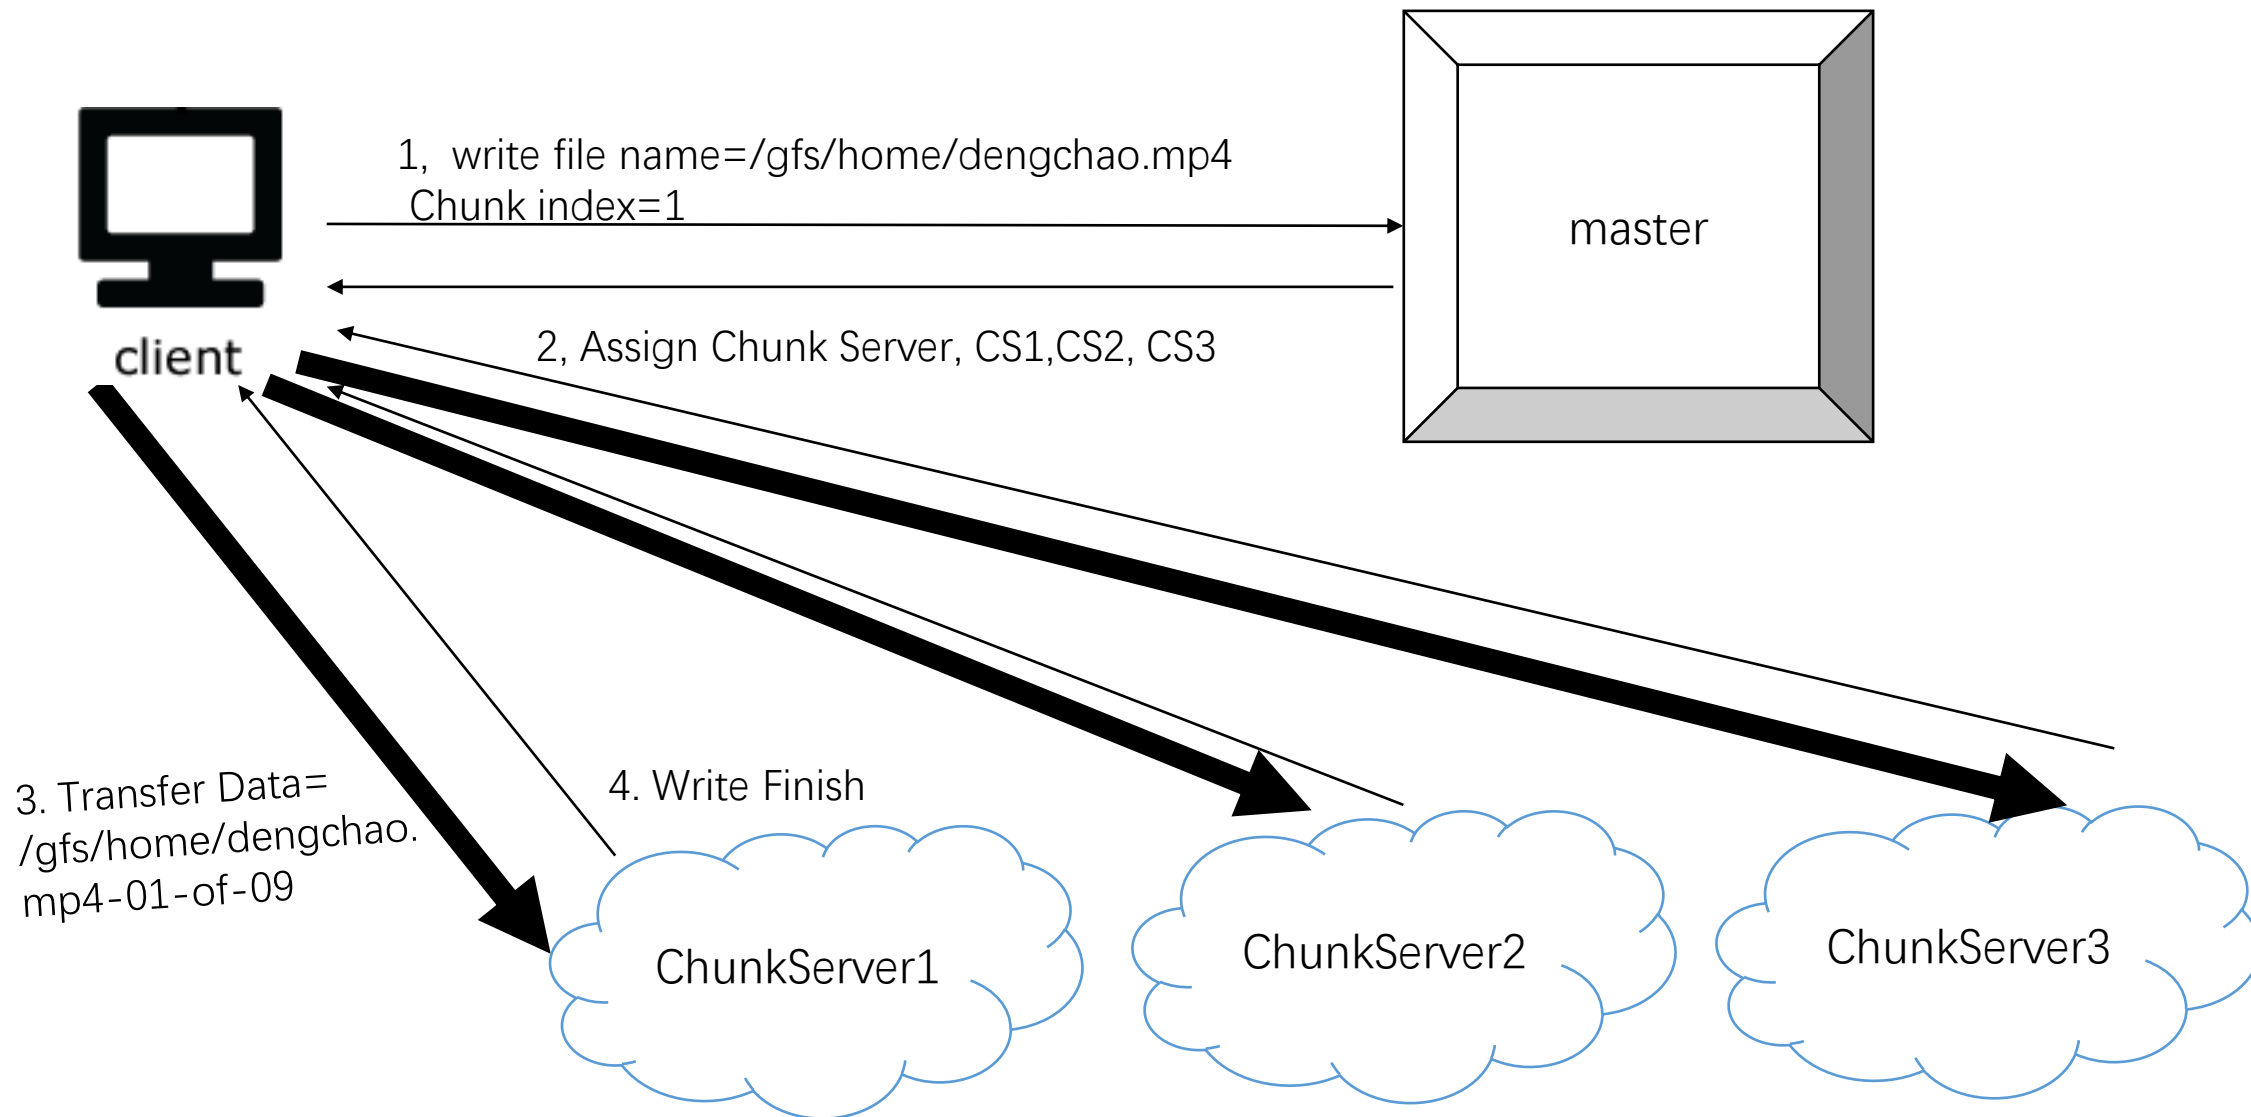 1, write file name=/gfs/home/dengchao.mp4
Chunk index=1
master
client
2, Assign Chunk Server, CS1,CS2, CS3
3. Transfer Data=
/gfs/home/dengchao.
mp4-01-of-09
4. Write Finish
ChunkServer1
ChunkServer2
ChunkServer3